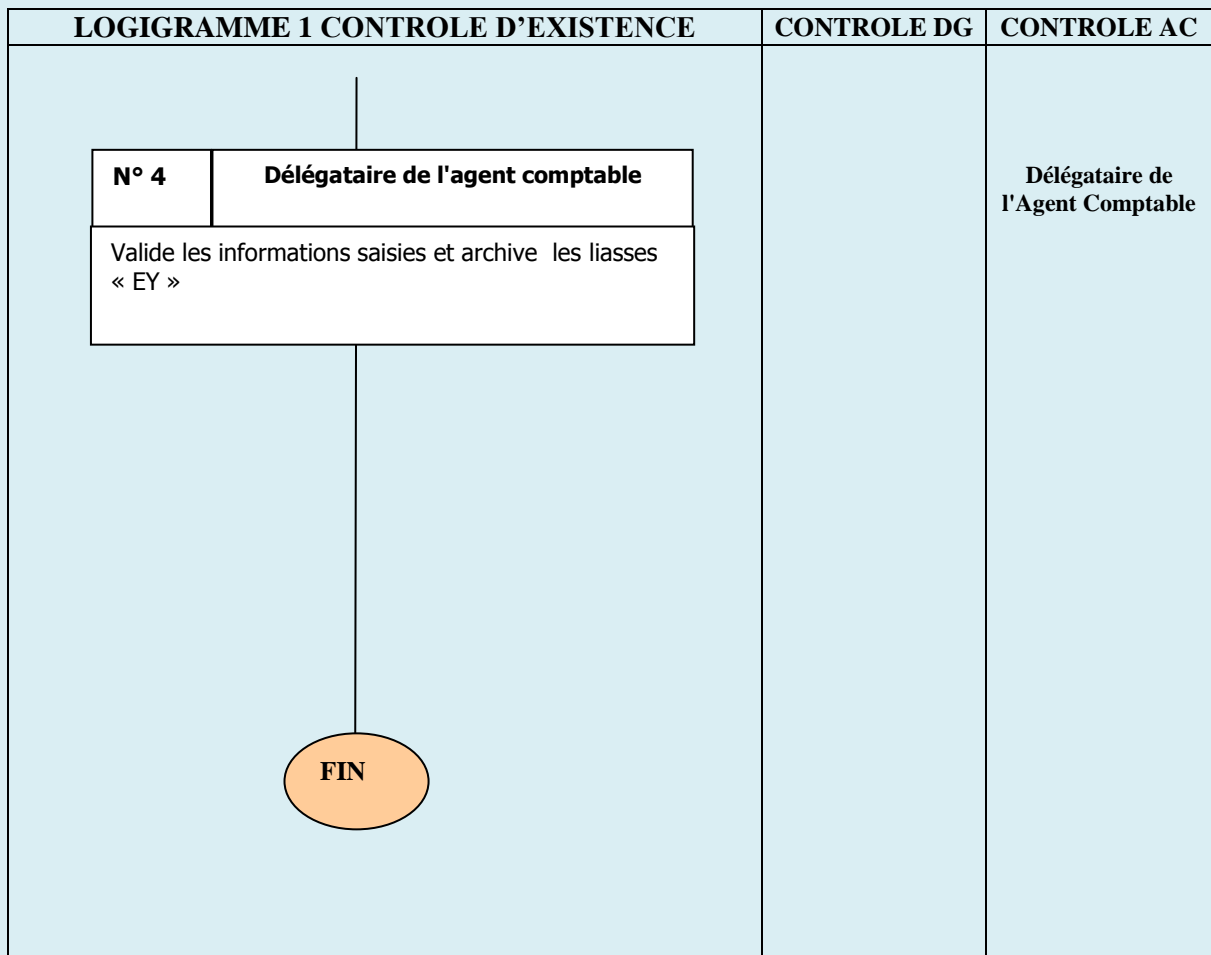 LOGIGRAMME 1 CONTROLE D'EXISTENCE
CONTROLE DG
CONTROLE AC
N° 4
Délégataire de l'agent comptable
Valide les informations saisies et archive  les liasses
« EY »
Délégataire de
l'Agent Comptable
FIN